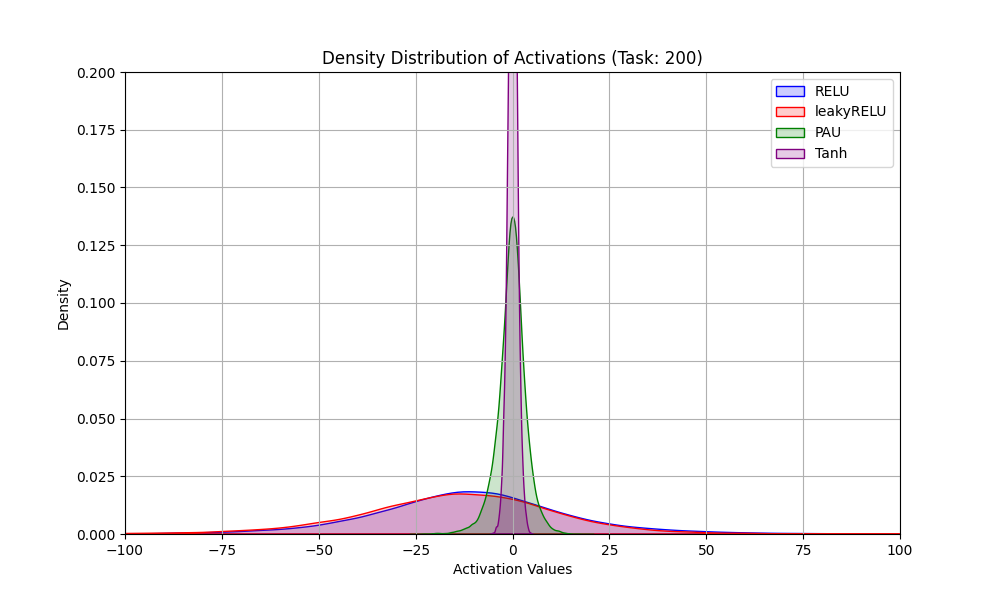 Density Distribution of Activations (Task: 200)
RELU
leakyRELU
PAU
Tanh
Density
0.200
0.175
0.150
0.125
0.100
0.075
0.050
0.025
0.000
−100
−75
−50
−25
0
25
50
75
100
Activation Values